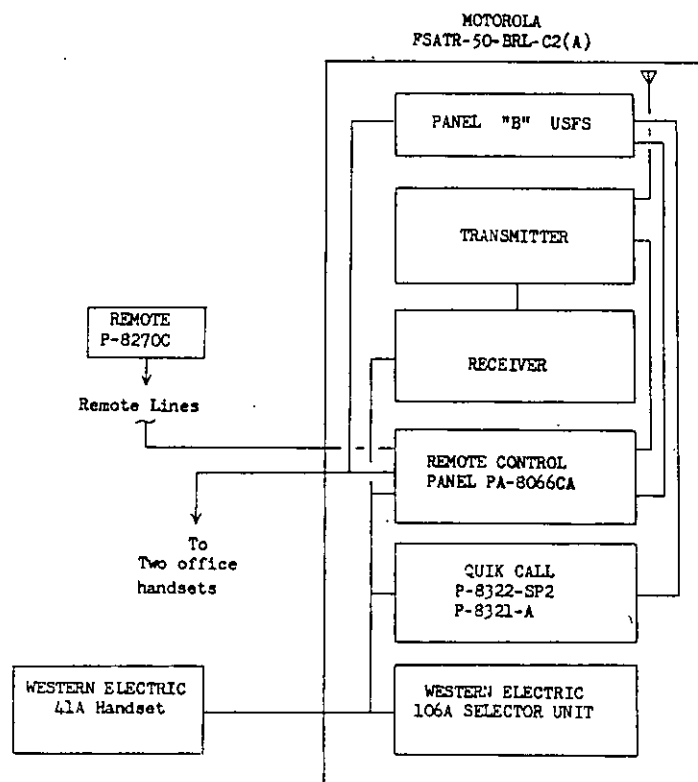 MOTOROLA
FSATR-50-BRL-C2(A)
PANEL "B" USFS
TRANSMITTER
REMOTE
P-8270C
RECEIVER
Remote Lines
REMOTE CONTROL
PANEL PA-8066CA
To
Two office
handsets
QUIK CALL
P-8322-SP2
P-8321-A
WESTERN ELECTRIC
41A Handset
WESTERN ELECTRIC
106A SELECTOR UNIT